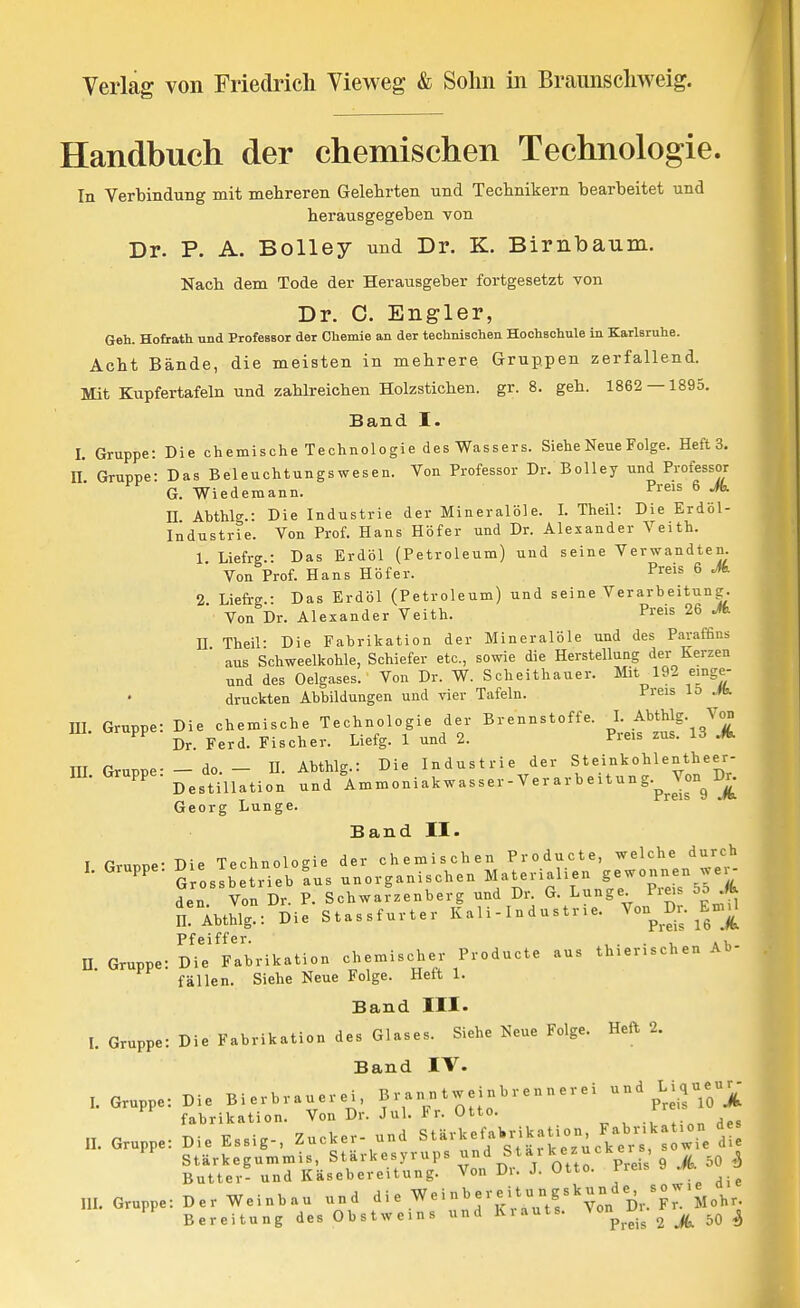 Verlag von Friedrich Vieweg & Sohn in Braunschweig.
Handbuch der chemischen Technologie.
In Verbindung mit mehreren Gelehrten und Technikern bearbeitet und
herausgegeben von
Dr. P. A. Bolley und Dr. K. Birnbaum.
Nach dem Tode der Herausgeber fortgesetzt von
Dr. C. Engler,
Geh. Hofrath und Professor der Chemie an der technischen Hochschule in Karlsruhe.
Acht Bände, die meisten in mehrere Gruppen zerfallend.
Mit Kupfertafeln und zahlreichen Holzstichen. gr. 8. geh. 1862—1895.
Band I.
I. Gruppe: Die chemische Technologie des Wassers. Siehe Neue Folge. Heft 3.
II. Gruppe: Das Beleuchtungswesen. Von Professor Dr. Bolley und Professor
G. Wiedemann. Preis 6 ℳ
II. Abthlg.: Die Industrie der Mineralöle. I. Theil: Die Erdöl-
Industrie. Von Prof. Hans Höfer und Dr. Alexander Veith.
1. Liefrg.: Das Erdöl (Petroleum) und seine Verwandten.
Von Prof. Hans Höfer. Preis 6 ℳ
2. Liefrg.: Das Erdöl (Petroleum) und seine Verarbeitung.
Von Dr. Alexander Veith. Preis 26 ℳ
II. Theil: Die Fabrikation der Mineralöle und des Paraffins
aus Schweelkohle, Schiefer etc., sowie die Herstellung der Kerzen
und des Oelgases. Von Dr. W. Scheithauer. Mit 192 einge-
druckten Abbildungen und vier Tafeln. Preis 15 ℳ
III. Gruppe: Die chemische Technologie der Brennstoffe. I. Abthlg. Von
Dr. Ferd. Fischer. Liefg. 1 und 2. Preis zus. 13 ℳ
III. Gruppe: — do. — II. Abthlg.: Die Industrie der Steinkohlentheer-
Destillation und Ammoniakwasser-Verarbeitung. Von Dr.
Georg Lunge. Preis 9 ℳ
Band II.
I. Gruppe: Die Technologie der chemischen Producte, welche durch
Grossbetrieb aus unorganischen Materialien gewonnen wer-
den. Von Dr. P. Schwarzenberg und Dr. G. Lunge. Preis 55 ℳ
II. Abthlg.: Die Stassfurter Kali-Industrie. Von Dr. Emil
Pfeiffer. Preis 16 ℳ
II. Gruppe: Die Fabrikation chemischer Producte aus thierischen Ab-
fällen. Siehe Neue Folge. Heft 1.
Band III.
I. Gruppe: Die Fabrikation des Glases. Siehe Neue Folge. Heft 2.
Band IV.
I. Gruppe: Die Bierbrauerei, Branntweinbrennerei und Liqueur-
fabrikation. Von Dr. Jul. Fr. Otto. Preis 10 ℳ
II. Gruppe: Die Essig-, Zucker- und Stärkefabrikation, Fabrikation des
Stärkegummis, Stärkesyrups und Stärkezuckers, sowie die
Butter- und Käsebereitung. Von Dr. J. Otto. Preis 9 ℳ 50 ₰
III. Gruppe: Der Weinbau und die Weinbereitungskunde, sowie die
Bereitung des Obstweins und Krauts. Von Dr. Fr. Mohr.
Preis 2 ℳ 50 ₰